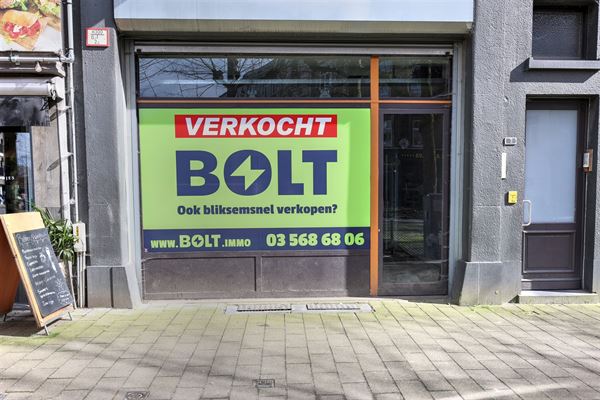 VERKOCHT
BOLT
Ook bliksemsnel verkopen?
www.BOLT.IMMO 03 568 68 06